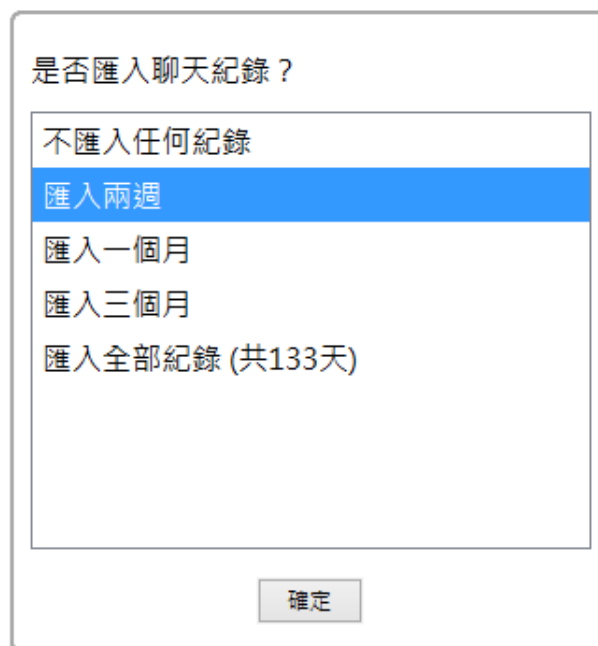 是否匯入聊天紀錄？
不匯入任何紀錄
匯入兩週
匯入一個月
匯入三個月
匯入全部紀錄 (共133天)
確定